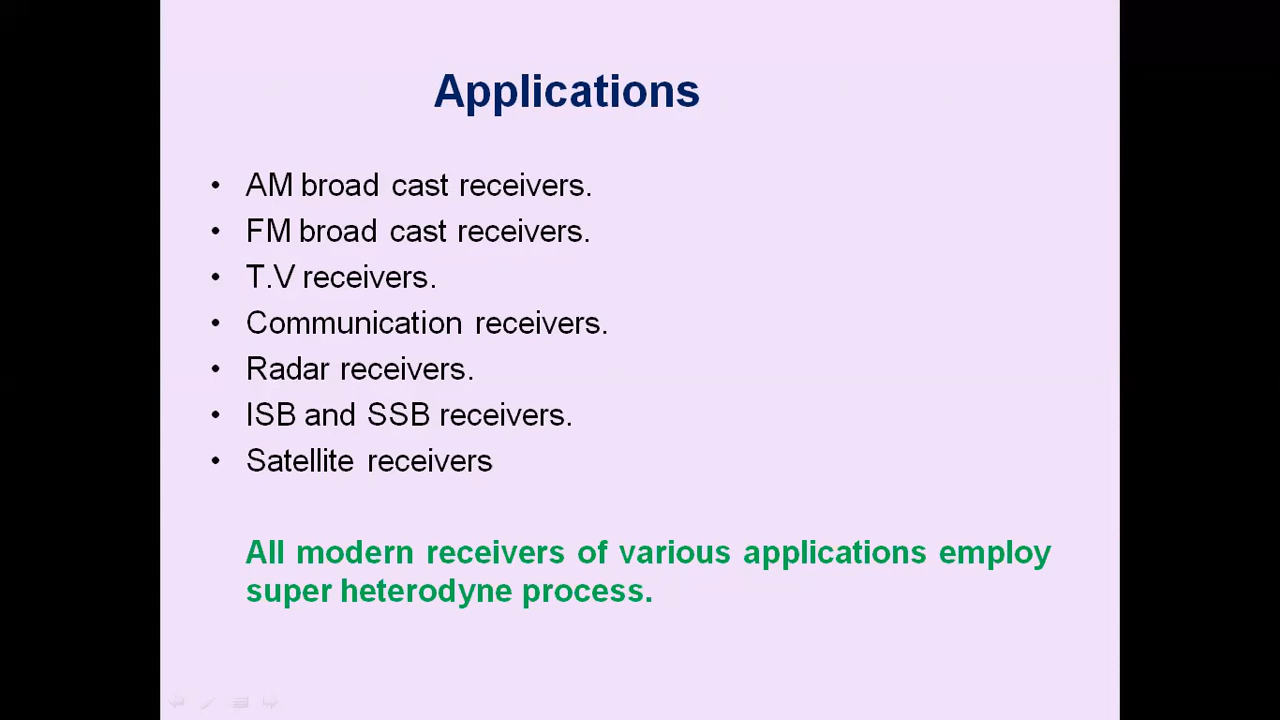 Applications
• AM broad cast receivers.
• FM broad cast receivers.
• T.V receivers.
• Communication receivers.
• Radar receivers.
• ISB and SSB receivers.
• Satellite receivers
All modern receivers of various applications employ
super heterodyne process.